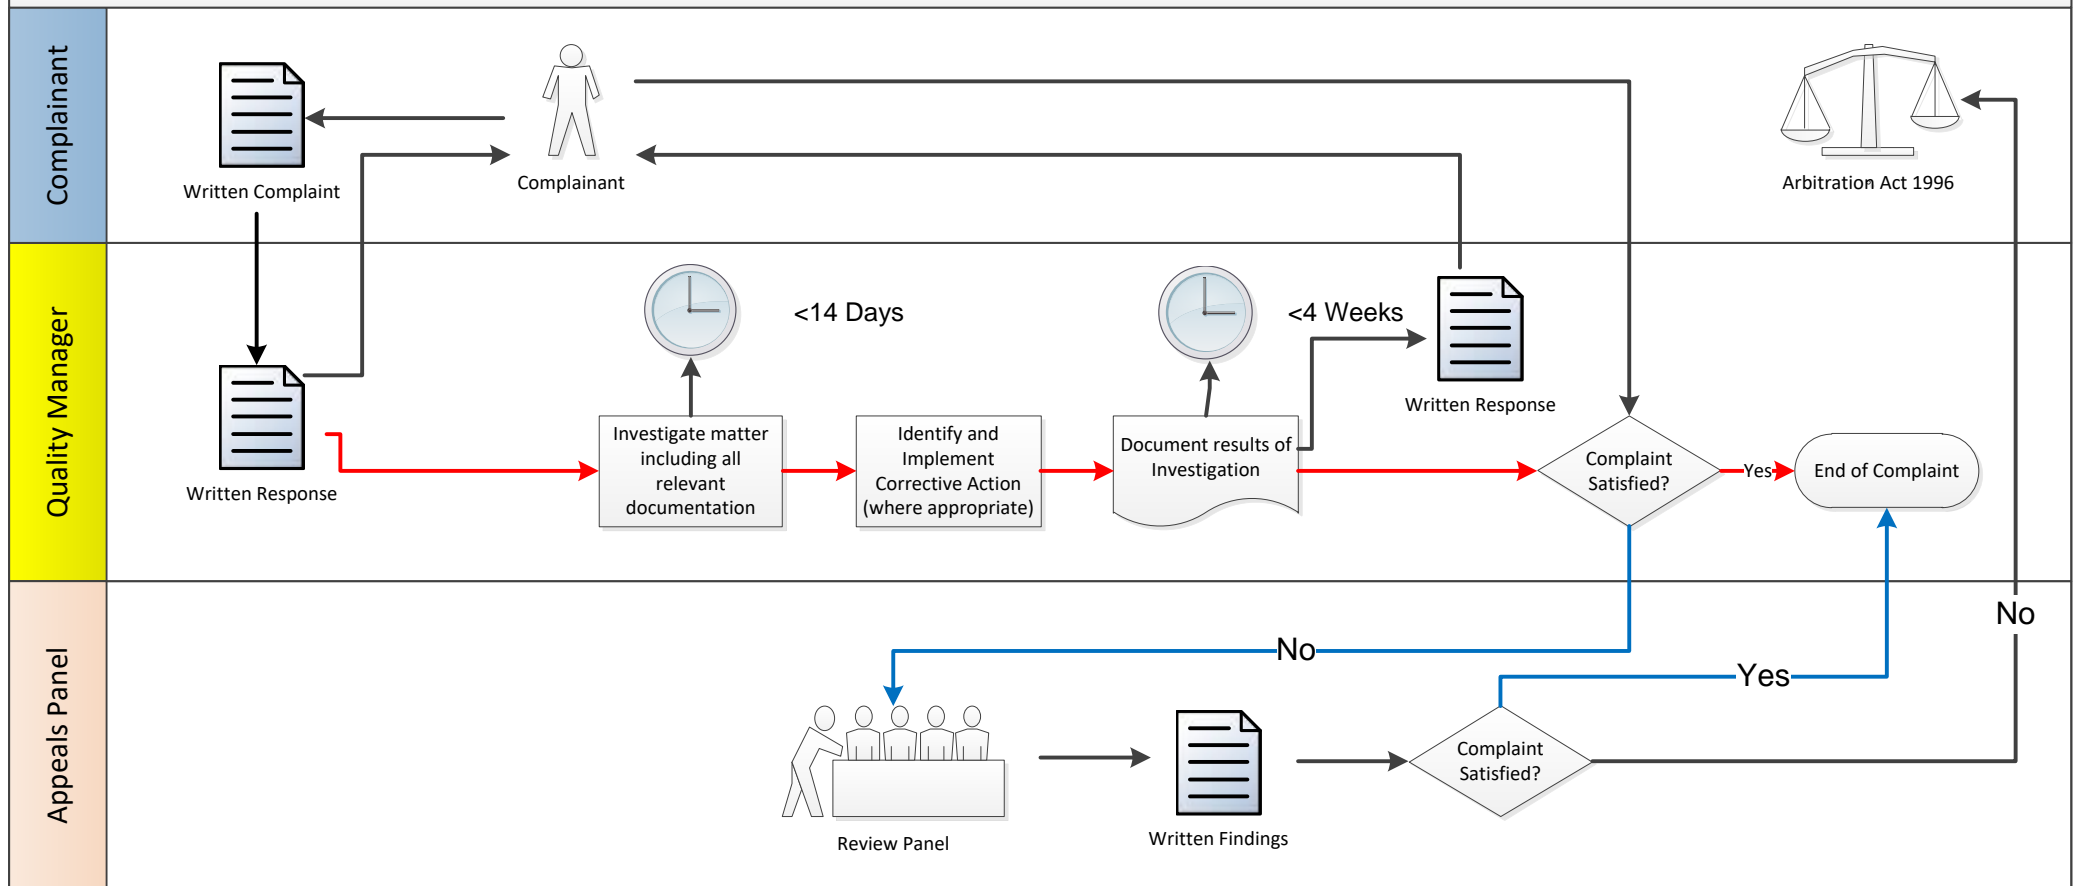 Complainant
Written Complaint
Complainant
Arbitration Act 1996
Quality Manager
<14 Days
<4 Weeks
Written Response
Written Response
Investigate matter
including all
relevant
documentation
Identify and
Implement
Corrective Action
(where appropriate)
Document results of
Investigation
Complaint
Satisfied?
Yes
End of Complaint
Appeals Panel
No
No
Yes
Review Panel
Written Findings
Complaint
Satisfied?